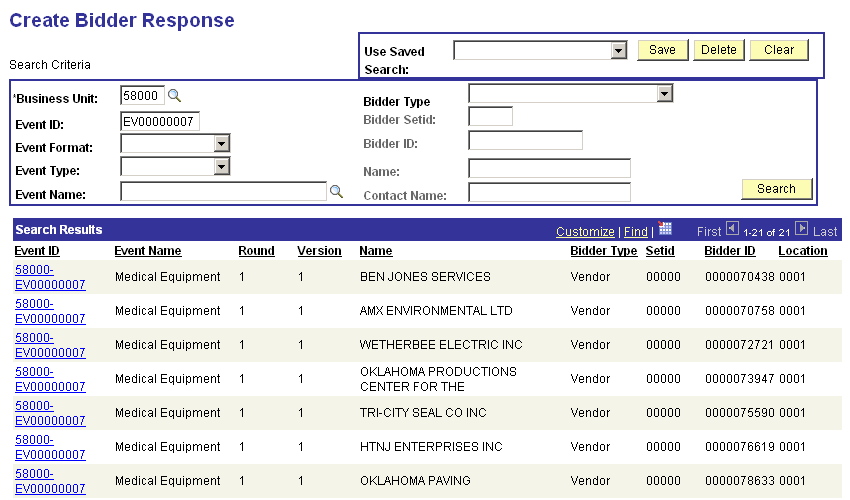 Create Bidder Response
Use Saved
Search:
Save Delete Clear
Search Criteria
*Business Unit: 58000
Bidder Type
Event ID: EV00000007
Bidder Setid:
Event Format:
Bidder ID:
Event Type:
Name:
Event Name:
Contact Name:
Search
Search Results Customize | Find | First 1-21 of 21 Last
Event ID Event Name Round Version Name Bidder Type Setid Bidder ID Location
58000-
EV00000007 Medical Equipment 1 1 BEN JONES SERVICES Vendor 00000 0000070438 0001
58000-
EV00000007 Medical Equipment 1 1 AMX ENVIRONMENTAL LTD Vendor 00000 0000070758 0001
58000-
EV00000007 Medical Equipment 1 1 WETHERBEE ELECTRIC INC Vendor 00000 0000072721 0001
58000-
EV00000007 Medical Equipment 1 1 OKLAHOMA PRODUCTIONS
CENTER FOR THE Vendor 00000 0000073947 0001
58000-
EV00000007 Medical Equipment 1 1 TRI-CITY SEAL CO INC Vendor 00000 0000075590 0001
58000-
EV00000007 Medical Equipment 1 1 HTNJ ENTERPRISES INC Vendor 00000 0000076619 0001
58000-
EV00000007 Medical Equipment 1 1 OKLAHOMA PAVING Vendor 00000 0000078633 0001